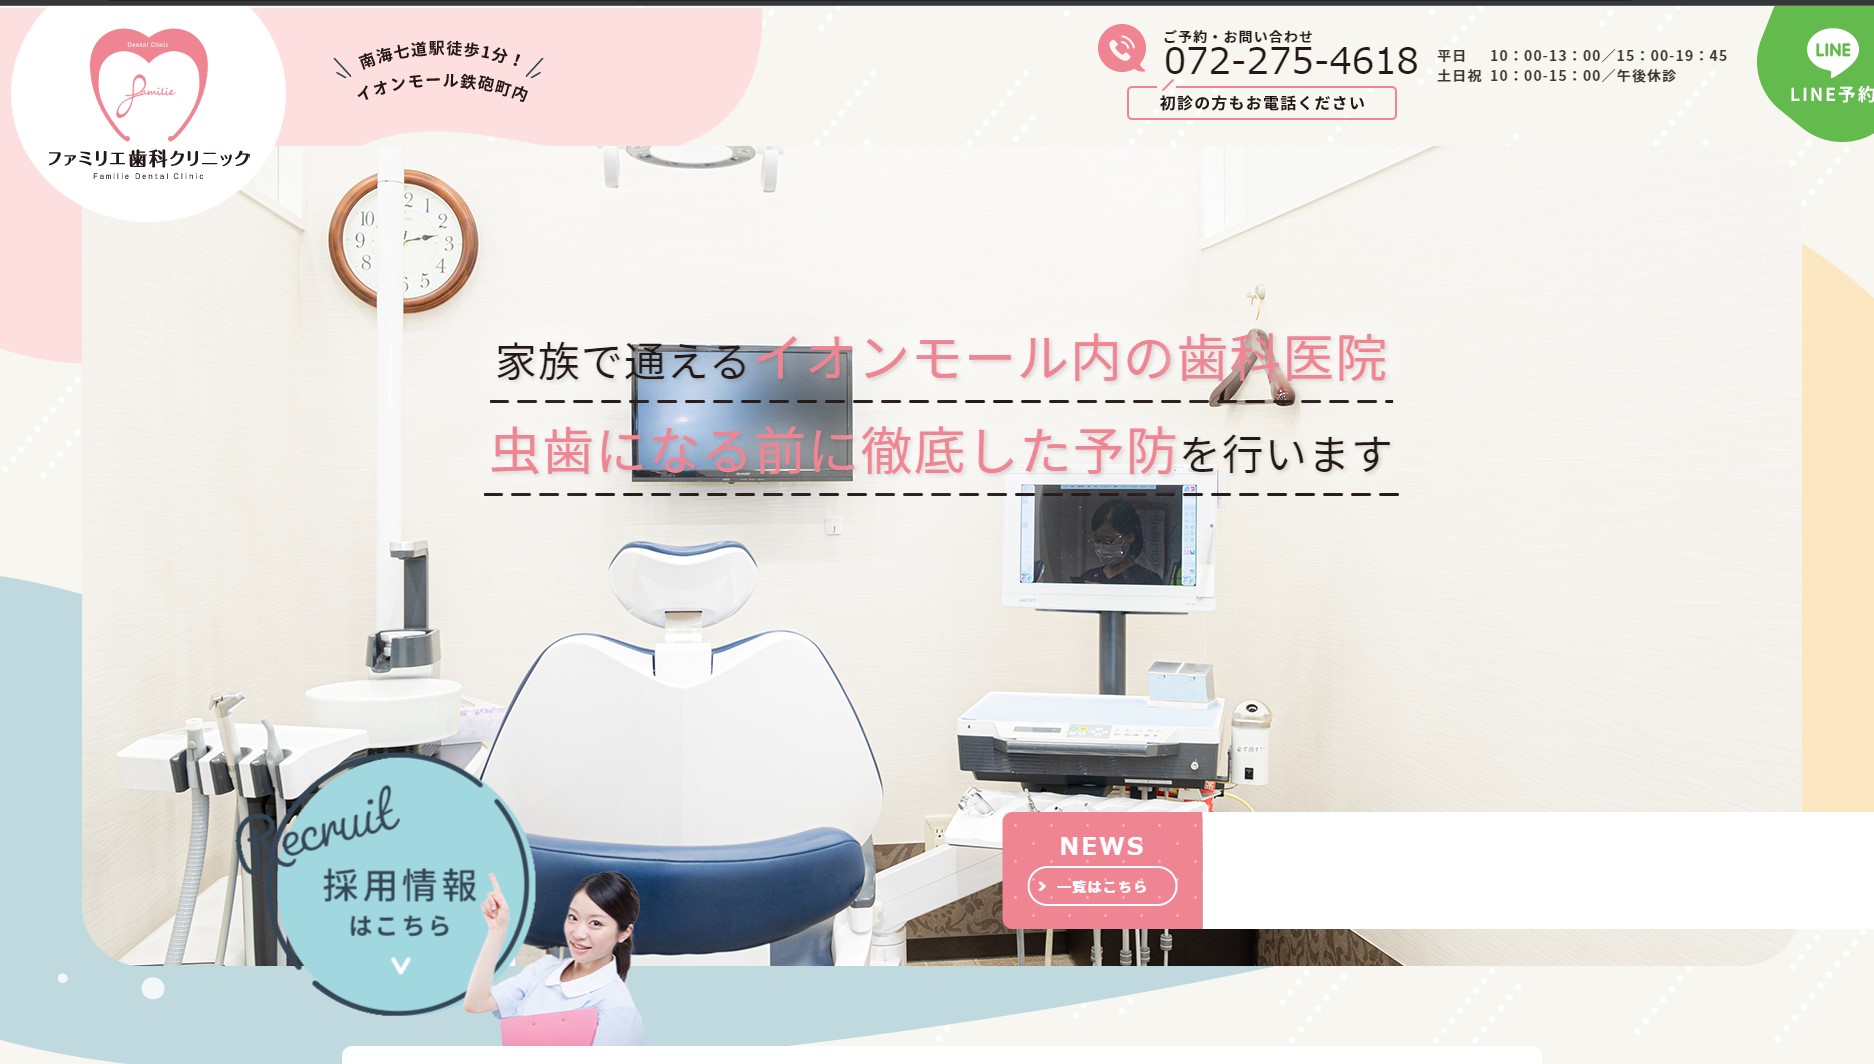 Dental Clinic
familie
ファミリエ歯科クリニック
Familie Dental Clinic
南海七道駅徒歩1分！
イオンモール鉄砲町内
ご予約・お問い合わせ
072-275-4618
初診の方もお電話ください
平日 10：00-13：00／15：00-19：45
土日祝 10：00-15：00／午後休診
LINE
LINE予約
家族で通えるイオンモール内の歯科医院
虫歯になる前に徹底した予防を行います
Recruit
採用情報
はこちら
NEWS
一覧はこちら